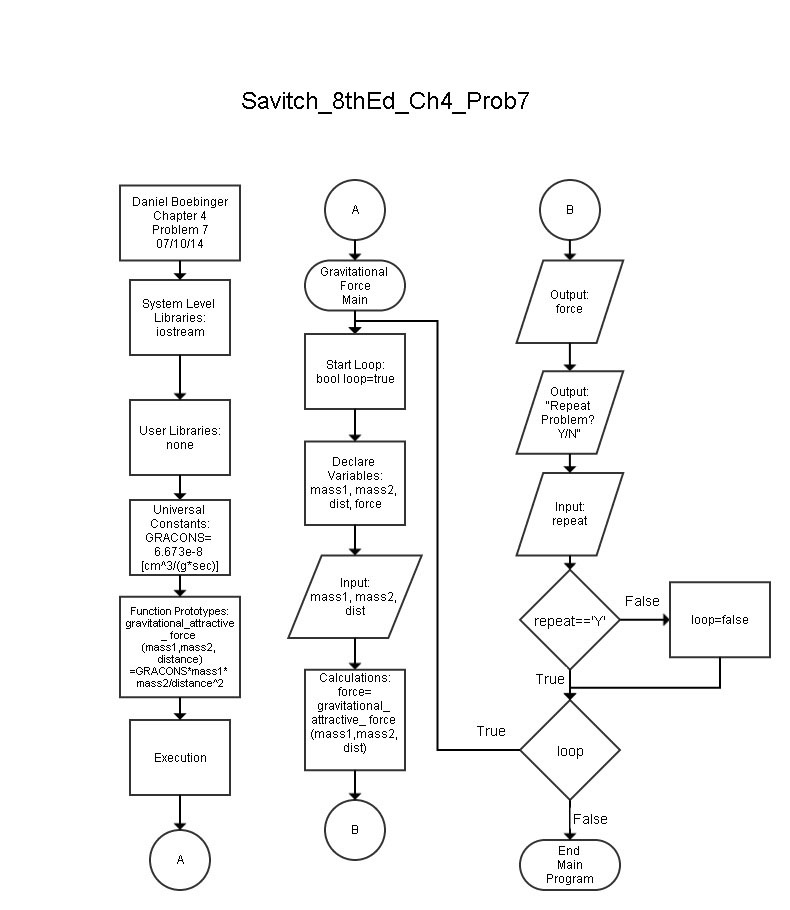 Savitch_8thEd_Ch4_Prob7
Daniel Boebinger
Chapter 4
Problem 7
07/10/14
System Level
Libraries:
iostream
User Libraries:
none
Universal
Constants:
GRACONS=
6.673e-8
[cm^3/(g*sec)]
Function Prototypes:
gravitational_attractive
_ force
(mass1,mass2,
distance)
=GRACONS*mass1*
mass2/distance^2
Execution
A
A
Gravitational
Force
Main
Start Loop:
bool loop=true
Declare
Variables:
mass1, mass2,
dist, force
Input:
mass1, mass2,
dist
Calculations:
force=
gravitational_
attractive_ force
(mass1,mass2,
dist)
B
B
Output:
force
Output:
"Repeat
Problem?
Y/N"
Input:
repeat
repeat=='Y'
False
loop=false
True
True
loop
False
End
Main
Program